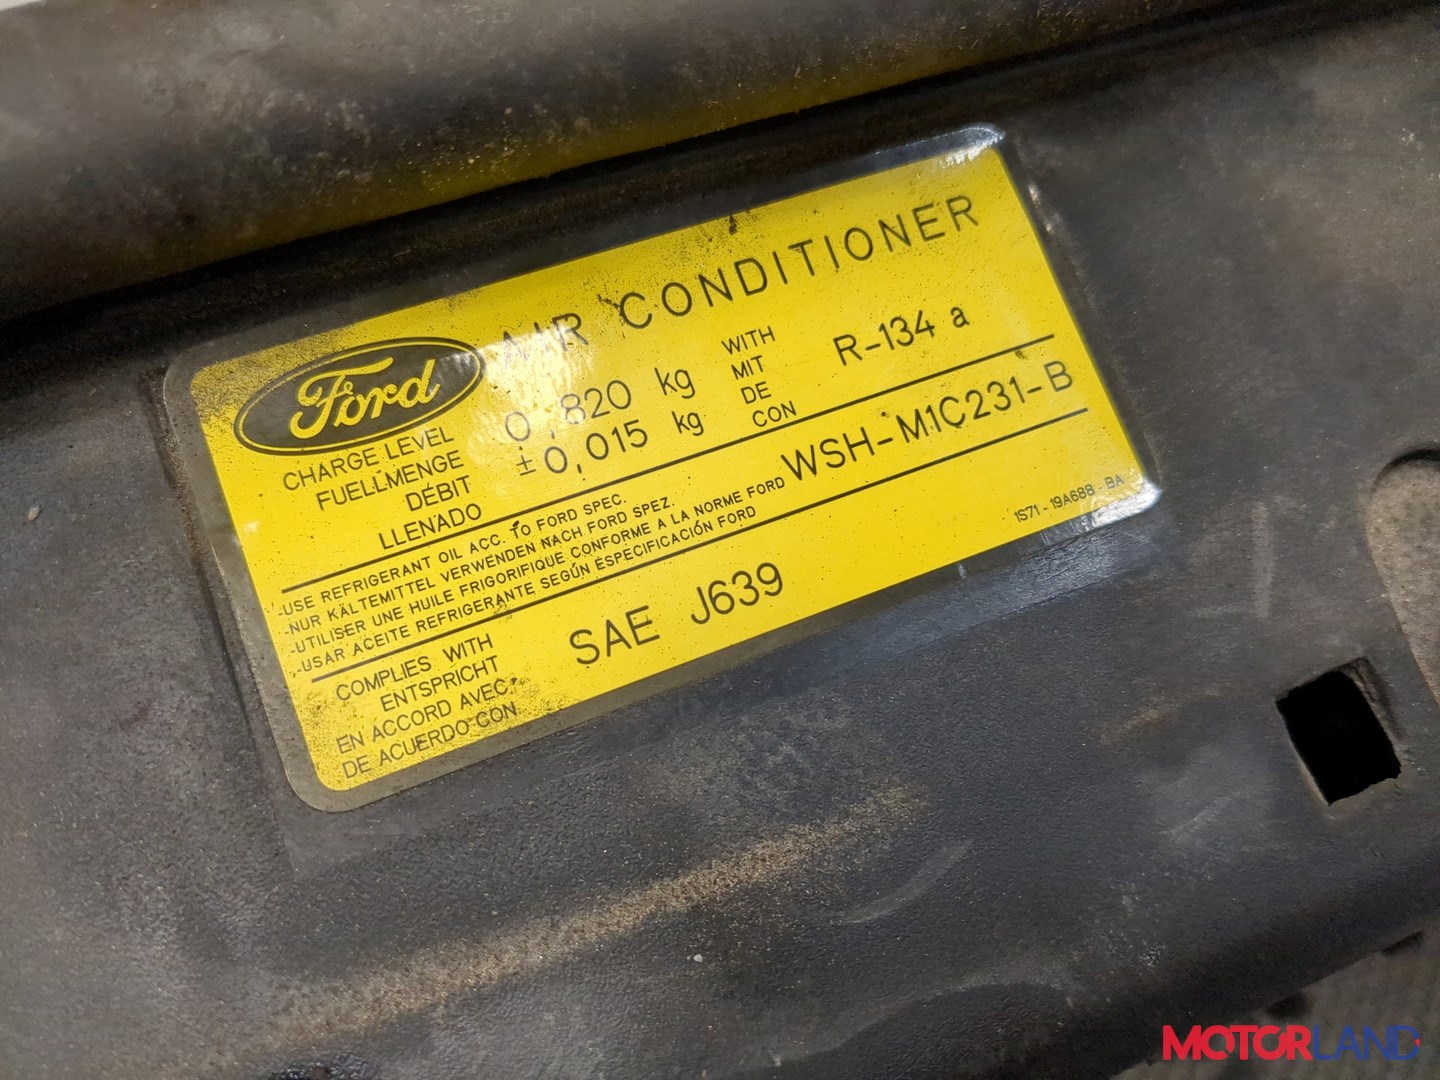 Ford
AIR CONDITIONER
CHARGE LEVEL
FUELLMENGE
DÉBIT
LLENADO
0,820 kg
±0,015 kg
WITH
MIT
DE
CON
R-134 a
-USE REFRIGERANT OIL ACC. TO FORD SPEC.
-NUR KÄLTEMITTEL VERWENDEN NACH FORD SPEZ.
-UTILISER UNE HUILE FRIGORIFIQUE CONFORME A LA NORME FORD
-USAR ACEITE REFRIGERANTE SEGÚN ESPECIFICACIÓN FORD
WSH-M1C231-B
COMPLIES WITH
ENTSPRICHT
EN ACCORD AVEC
DE ACUERDO CON
SAE J639
1S71-19A688-BA
MOTORLAND